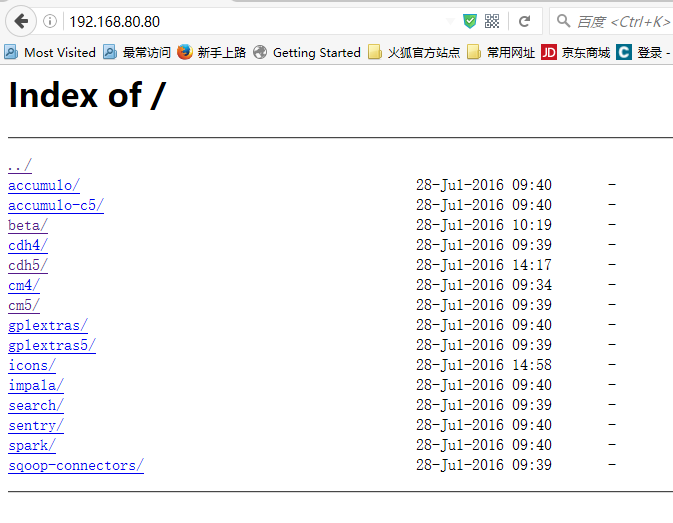 192.168.80.80
百度 <Ctrl+K>
Most Visited 最常访问 新手上路 Getting Started 火狐官方站点 常用网址 JD 京东商城 C 登录 -
Index of /
../
accumulo/ 28-Jul-2016 09:40 -
accumulo-c5/ 28-Jul-2016 09:40 -
beta/ 28-Jul-2016 10:19 -
cdh4/ 28-Jul-2016 09:39 -
cdh5/ 28-Jul-2016 14:17 -
cm4/ 28-Jul-2016 09:34 -
cm5/ 28-Jul-2016 09:39 -
gplextras/ 28-Jul-2016 09:40 -
gplextras5/ 28-Jul-2016 09:39 -
icons/ 28-Jul-2016 14:58 -
impala/ 28-Jul-2016 09:40 -
search/ 28-Jul-2016 09:39 -
sentry/ 28-Jul-2016 09:40 -
spark/ 28-Jul-2016 09:40 -
sqoop-connectors/ 28-Jul-2016 09:39 -